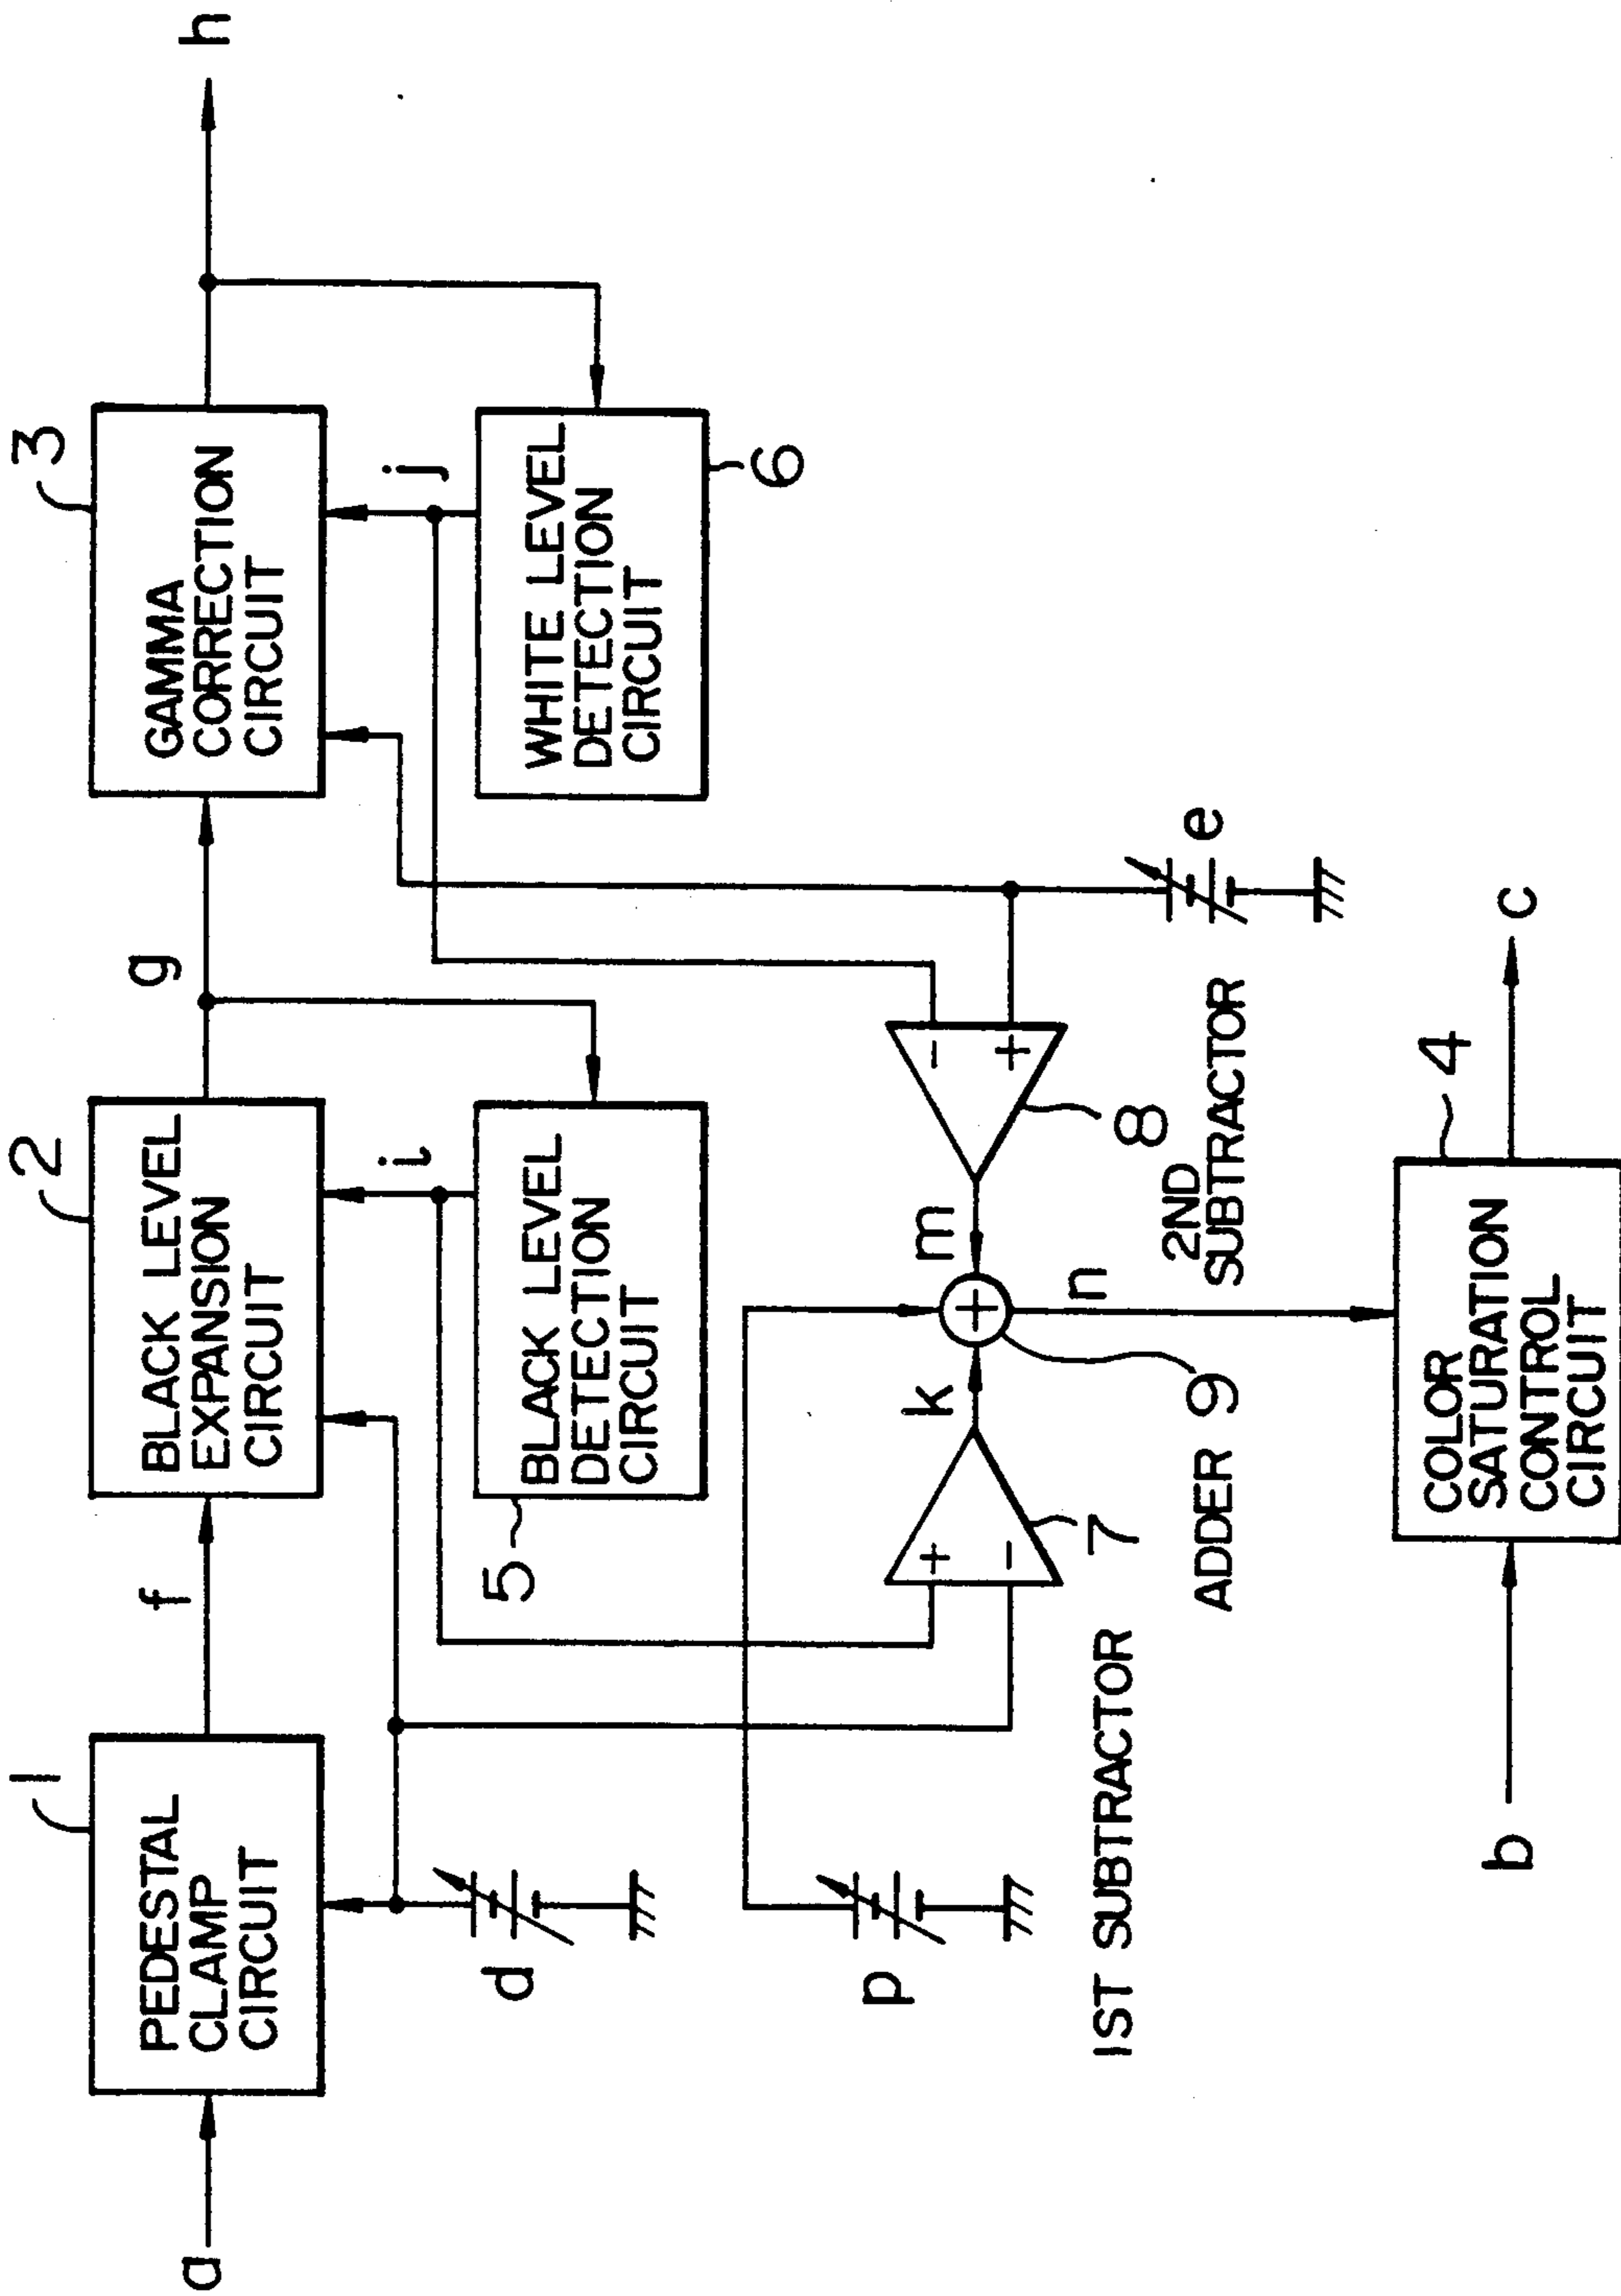 a
1
PEDESTAL
CLAMP
CIRCUIT
f
2
BLACK LEVEL
EXPANSION
CIRCUIT
g
3
GAMMA
CORRECTION
CIRCUIT
h
d
5
BLACK LEVEL
DETECTION
CIRCUIT
i
WHITE LEVEL
DETECTION
CIRCUIT
j
6
p
+
-
7
1ST SUBTRACTOR
k
+
ADDER 9
m
n
-
+
8
2ND
SUBTRACTOR
e
b
COLOR
SATURATION
CONTROL
CIRCUIT
4
c